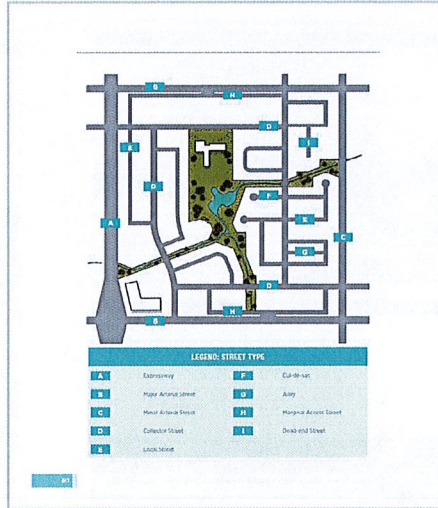 B
H
D
E
I
D
F
A
E
C
G
D
H
B
LEGEND: STREET TYPE
A Expressway F Cul-de-sac
B Major Arterial Street G Alley
C Minor Arterial Street H Marginal Access Street
D Collector Street I Dead-end Street
E Local Street